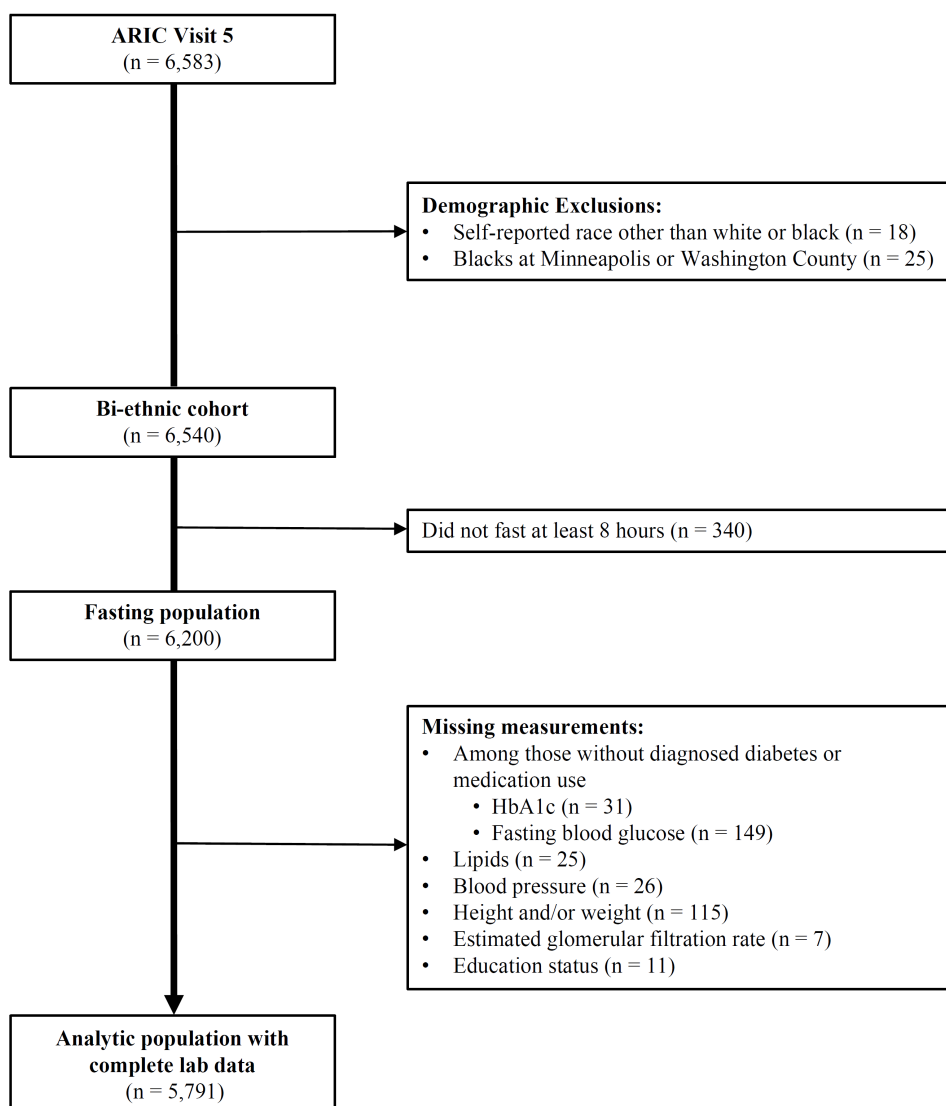 ARIC Visit 5
(n = 6,583)
Demographic Exclusions:
• Self-reported race other than white or black (n = 18)
• Blacks at Minneapolis or Washington County (n = 25)
Bi-ethnic cohort
(n = 6,540)
Did not fast at least 8 hours (n = 340)
Fasting population
(n = 6,200)
Missing measurements:
• Among those without diagnosed diabetes or
medication use
• HbA1c (n = 31)
• Fasting blood glucose (n = 149)
• Lipids (n = 25)
• Blood pressure (n = 26)
• Height and/or weight (n = 115)
• Estimated glomerular filtration rate (n = 7)
• Education status (n = 11)
Analytic population with
complete lab data
(n = 5,791)